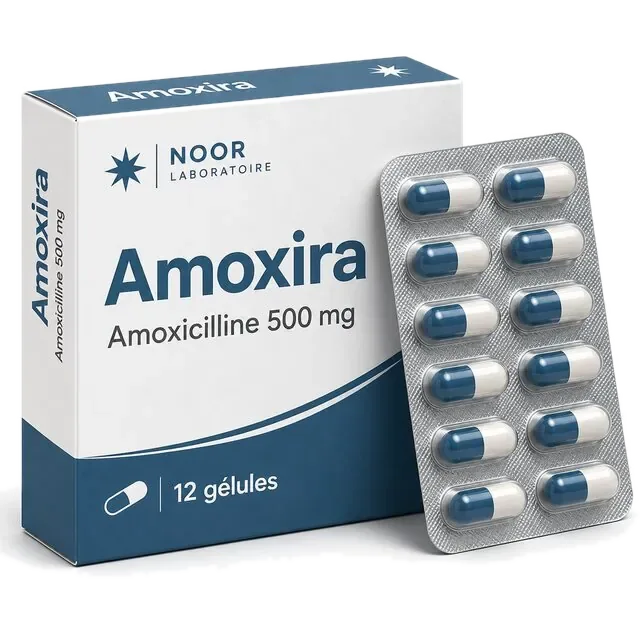 Amoxira
NOOR
LABORATOIRE
Amoxira
Amoxicilline 500 mg
12 gélules
Amoxira
Amoxicilline 500 mg